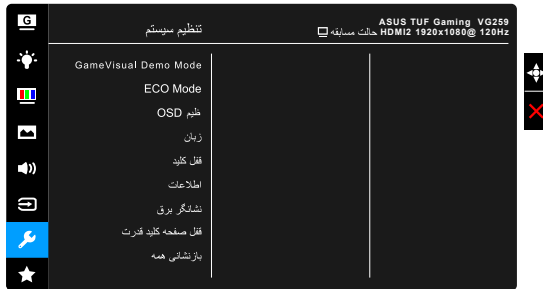 G
تنظیم سیستم
ASUS TUF Gaming VG259
حالت مسابقه HDMI2 1920x1080@ 120Hz
GameVisual Demo Mode
ECO Mode
ظیم OSD
زبان
قفل کلید
اطلاعات
نشانگر برق
قفل صفحه کلید قدرت
بازنشانی همه